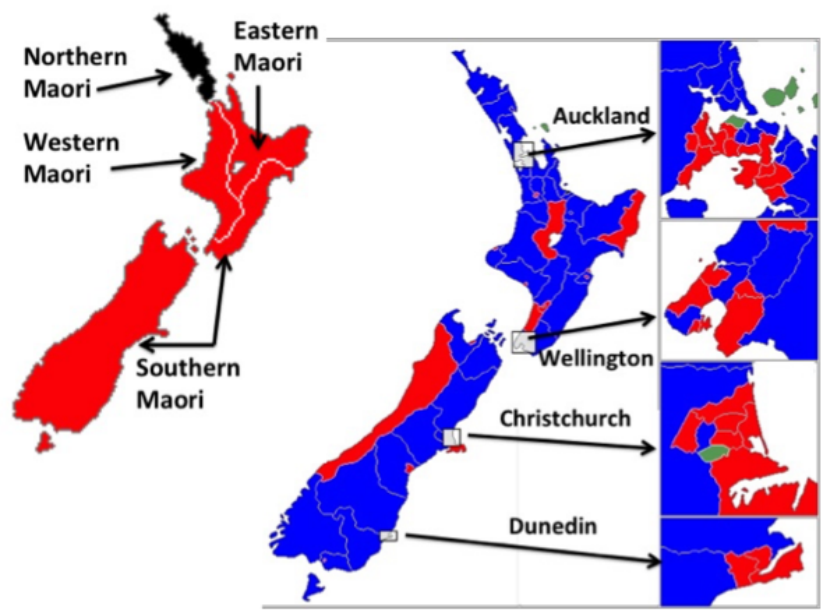 Northern
Maori
Eastern
Maori
Western
Maori
Southern
Maori
Auckland
Wellington
Christchurch
Dunedin